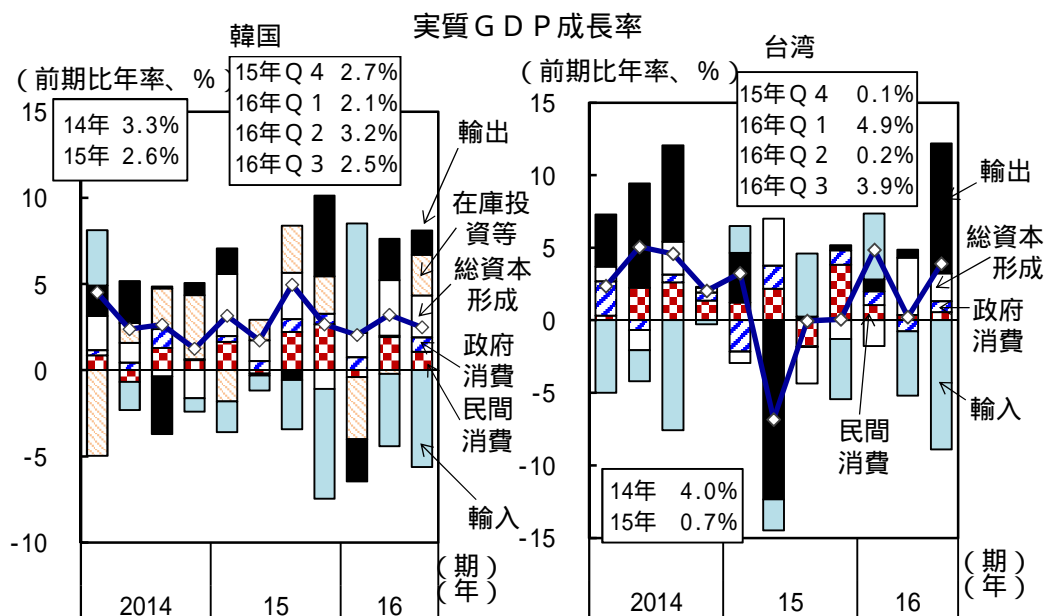 実質ＧＤＰ成長率
韓国
（前期比年率、％）
14年 3.3%
15年 2.6%
15年Ｑ４ 2.7%
16年Ｑ１ 2.1%
16年Ｑ２ 3.2%
16年Ｑ３ 2.5%
15
10
5
0
-5
-10
輸出
在庫投
資等
総資本
形成
政府
消費
民間
消費
輸入
（期）
（年）
2014
15
16
台湾
（前期比年率、％）
15年Ｑ４ 0.1%
16年Ｑ１ 4.9%
16年Ｑ２ 0.2%
16年Ｑ３ 3.9%
15
10
5
0
-5
-10
-15
輸出
総資本
形成
政府
消費
輸入
民間
消費
14年 4.0%
15年 0.7%
（期）
（年）
2014
15
16